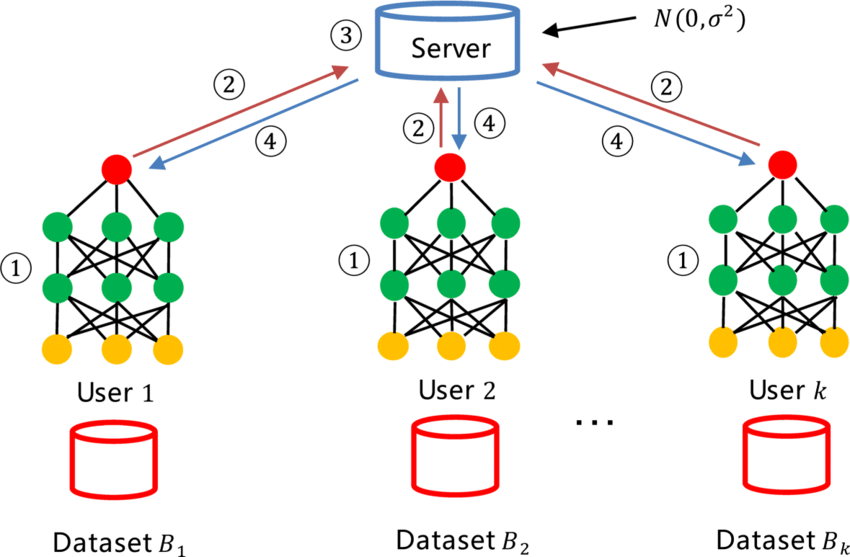 ③ Server N(0,σ²)
② ② ②
④ ④ ④
① ① ①
User 1 User 2 User k
...
Dataset B₁ Dataset B₂ Dataset Bₖ